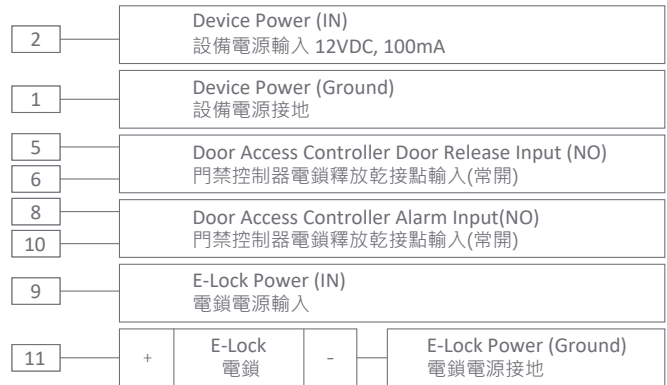 2
Device Power (IN)
設備電源輸入 12VDC, 100mA
1
Device Power (Ground)
設備電源接地
5
6
Door Access Controller Door Release Input (NO)
門禁控制器電鎖釋放乾接點輸入(常開)
8
10
Door Access Controller Alarm Input(NO)
門禁控制器電鎖釋放乾接點輸入(常開)
9
E-Lock Power (IN)
電鎖電源輸入
11
+
E-Lock
電鎖
-
E-Lock Power (Ground)
電鎖電源接地